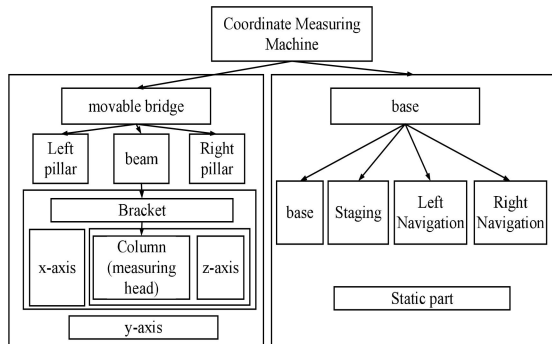 Coordinate Measuring
Machine
movable bridge
base
Left
pillar
beam
Right
pillar
base
Staging
Left
Navigation
Right
Navigation
Bracket
x-axis
Column
(measuring
head)
z-axis
Static part
y-axis